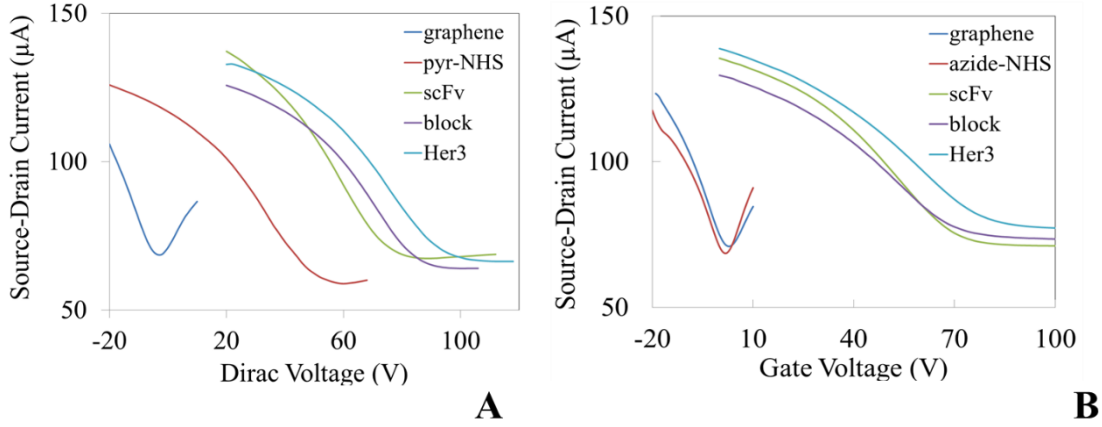 150
100
50
-20
20
60
100
Source-Drain Current (µA)
Dirac Voltage (V)
graphene
pyr-NHS
scFv
block
Her3
A
150
100
50
-20
10
40
70
100
Source-Drain Current (µA)
Gate Voltage (V)
graphene
azide-NHS
scFv
block
Her3
B